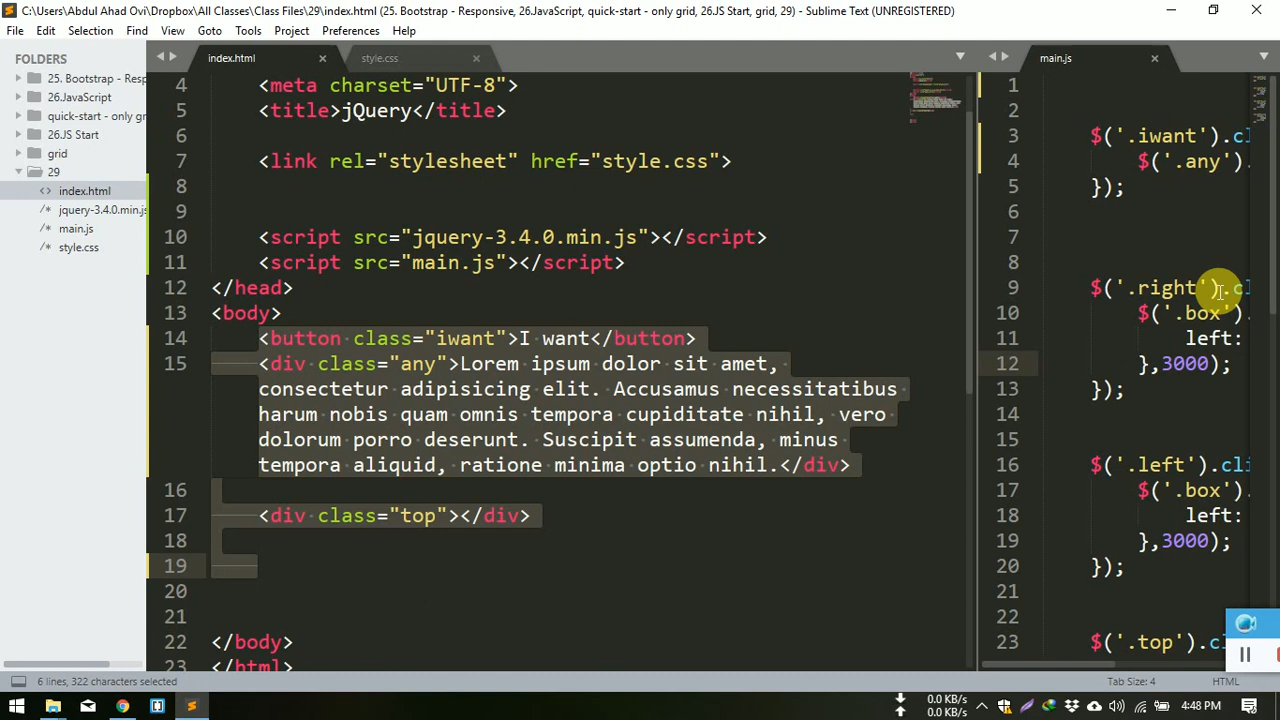 C:\Users\Abdul Ahad Ovi\Dropbox\All Classes\Class Files\29\index.html (25. Bootstrap - Responsive, 26.JavaScript, quick-start - only grid, 26.JS Start, grid, 29) - Sublime Text (UNREGISTERED)
File Edit Selection Find View Goto Tools Project Preferences Help
FOLDERS
25. Bootstrap - Respo
26.JavaScript
quick-start - only gri
26.JS Start
grid
29
<> index.html
/* jquery-3.4.0.min.js
/* main.js
/* style.css
index.html
style.css
4 <meta charset="UTF-8">
5 <title>jQuery</title>
6
7 <link rel="stylesheet" href="style.css">
8
9
10 <script src="jquery-3.4.0.min.js"></script>
11 <script src="main.js"></script>
12 </head>
13 <body>
14 <button class="iwant">I want</button>
15 <div class="any">Lorem ipsum dolor sit amet,
consectetur adipisicing elit. Accusamus necessitatibus
harum nobis quam omnis tempora cupiditate nihil, vero
dolorum porro deserunt. Suscipit assumenda, minus
tempora aliquid, ratione minima optio nihil.</div>
16
17 <div class="top"></div>
18
19
20
21
22 </body>
23 </html>
main.js
1
2
3 $('.iwant').cl
4 $('.any').
5 });
6
7
8
9 $('.right').cl
10 $('.box').
11 left:
12 },3000);
13 });
14
15
16 $('.left').cli
17 $('.box').
18 left:
19 },3000);
20 });
21
22
23 $('.top').cl
6 lines, 322 characters selected
Tab Size: 4
HTML
0.0 KB/s
0.0 KB/s
4:48 PM